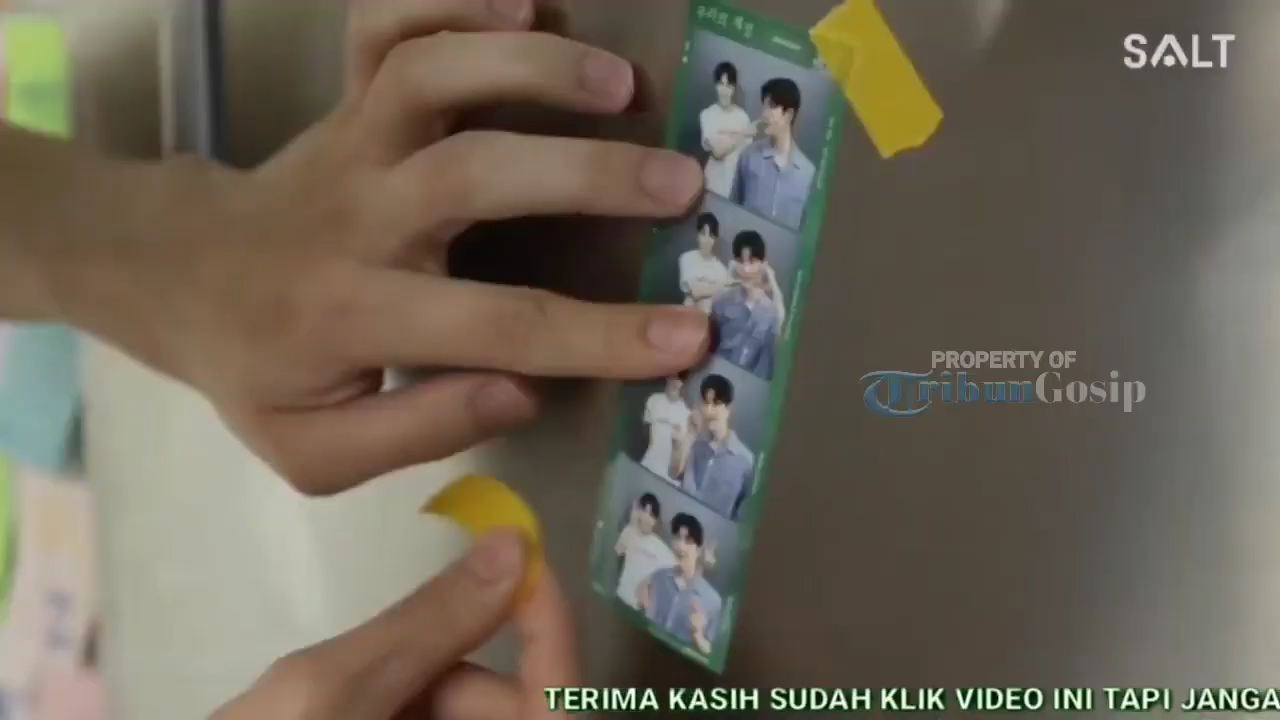 SALT
PROPERTY OF
TribunGosip
TERIMA KASIH SUDAH KLIK VIDEO INI TAPI JANGA